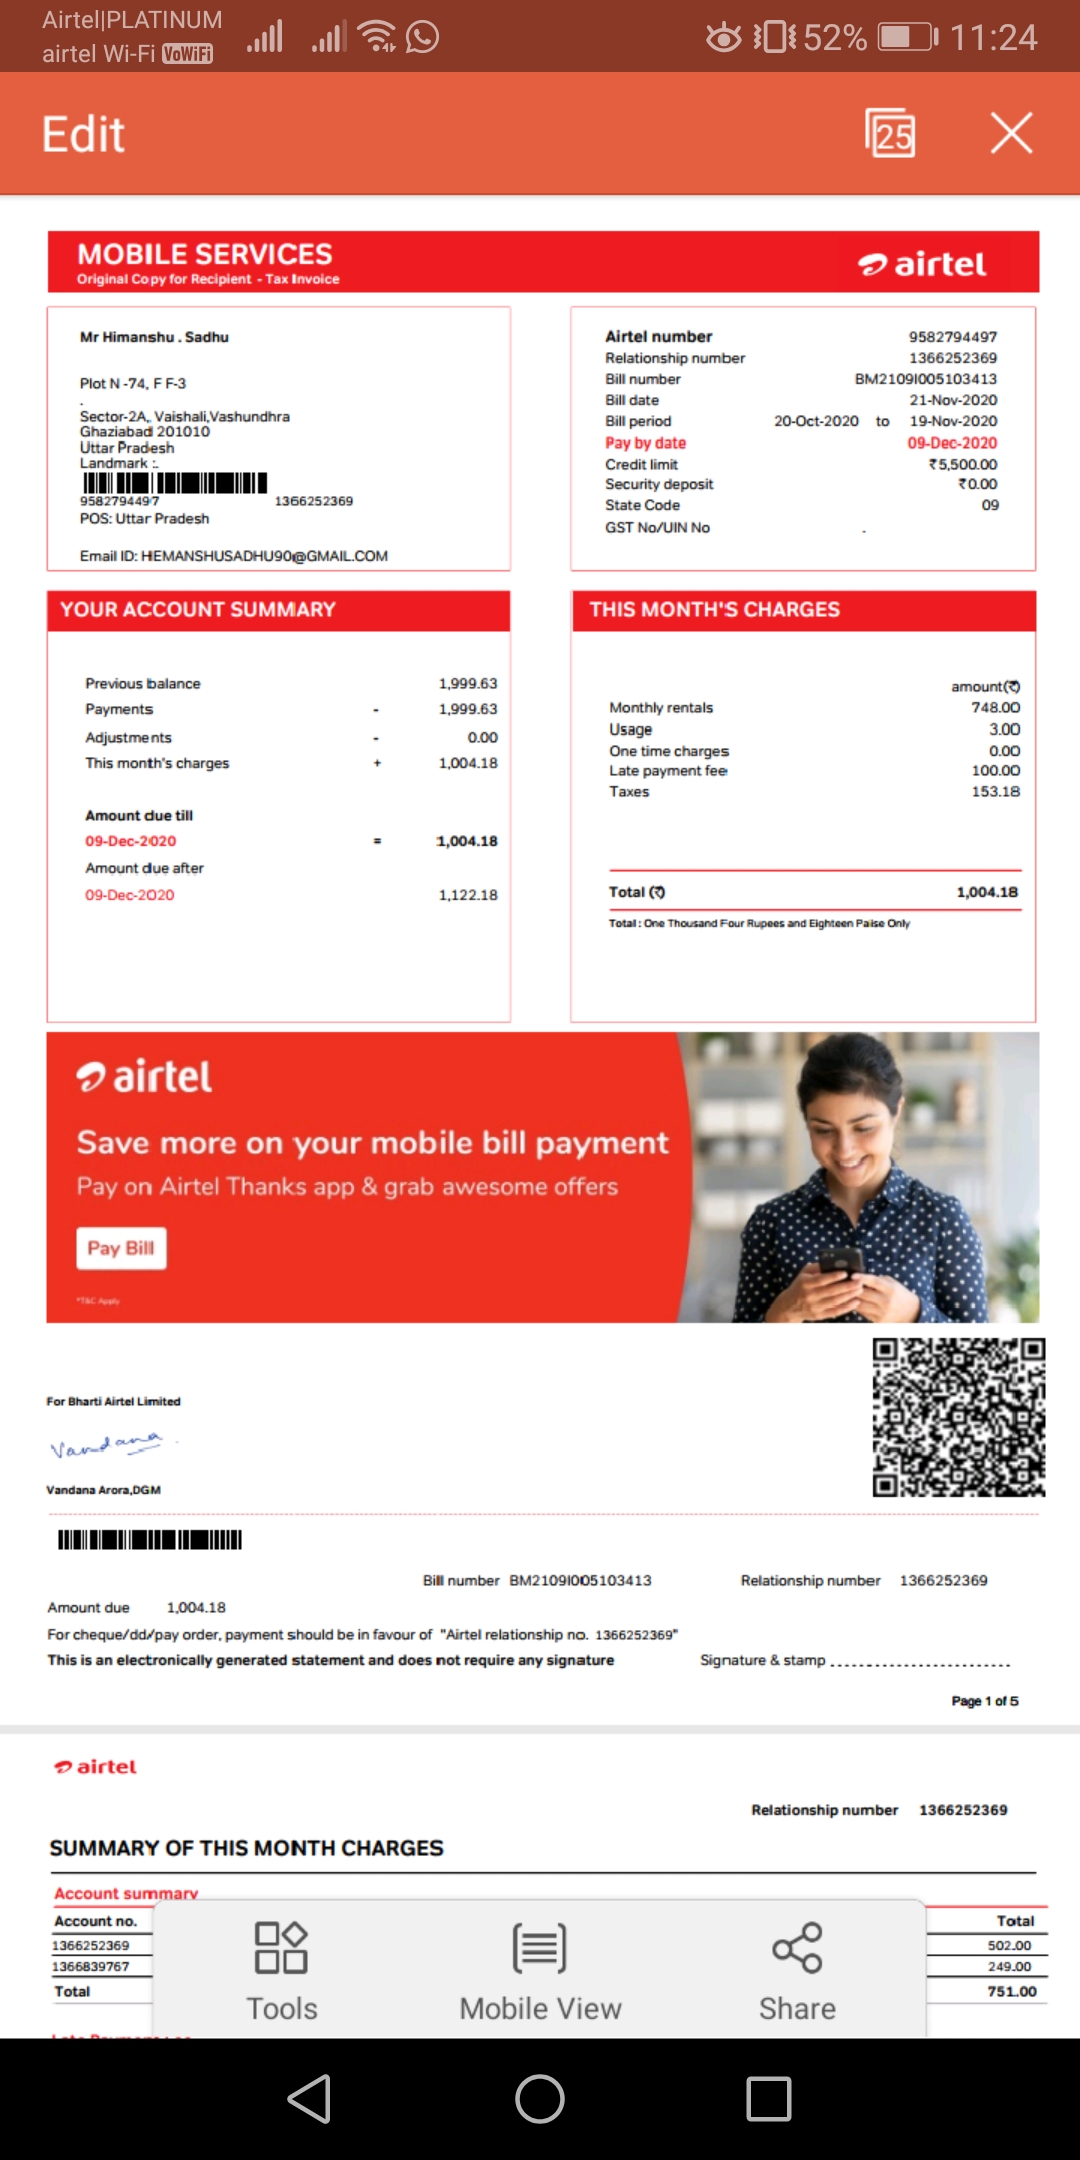 Airtel|PLATINUM
airtel Wi-Fi VoWiFi
52% 11:24
Edit
25
MOBILE SERVICES
Original Copy for Recipient - Tax Invoice
airtel
Mr Himanshu . Sadhu
Plot N -74, F F-3
.
Sector-2A,, Vaishali,Vashundhra
Ghaziabad 201010
Uttar Pradesh
Landmark :.
9582794497 1366252369
POS: Uttar Pradesh
Email ID: HEMANSHUSADHU90@GMAIL.COM
Airtel number 9582794497
Relationship number 1366252369
Bill number BM2109I005103413
Bill date 21-Nov-2020
Bill period 20-Oct-2020 to 19-Nov-2020
Pay by date 09-Dec-2020
Credit limit ₹5,500.00
Security deposit ₹0.00
State Code 09
GST No/UIN No .
YOUR ACCOUNT SUMMARY
Previous balance 1,999.63
Payments - 1,999.63
Adjustments - 0.00
This month's charges + 1,004.18
Amount due till
09-Dec-2020 = 1,004.18
Amount due after
09-Dec-2020 1,122.18
THIS MONTH'S CHARGES
amount(₹)
Monthly rentals 748.00
Usage 3.00
One time charges 0.00
Late payment fee 100.00
Taxes 153.18
Total (₹) 1,004.18
Total : One Thousand Four Rupees and Eighteen Paise Only
airtel
Save more on your mobile bill payment
Pay on Airtel Thanks app & grab awesome offers
Pay Bill
*T&C Apply
For Bharti Airtel Limited
Vandana
Vandana Arora,DGM
Bill number BM2109I005103413 Relationship number 1366252369
Amount due 1,004.18
For cheque/dd/pay order, payment should be in favour of "Airtel relationship no. 1366252369"
This is an electronically generated statement and does not require any signature Signature & stamp
Page 1 of 5
airtel
Relationship number 1366252369
SUMMARY OF THIS MONTH CHARGES
Account summary
Account no. Total
1366252369 502.00
1366839767 249.00
Total 751.00
Tools Mobile View Share